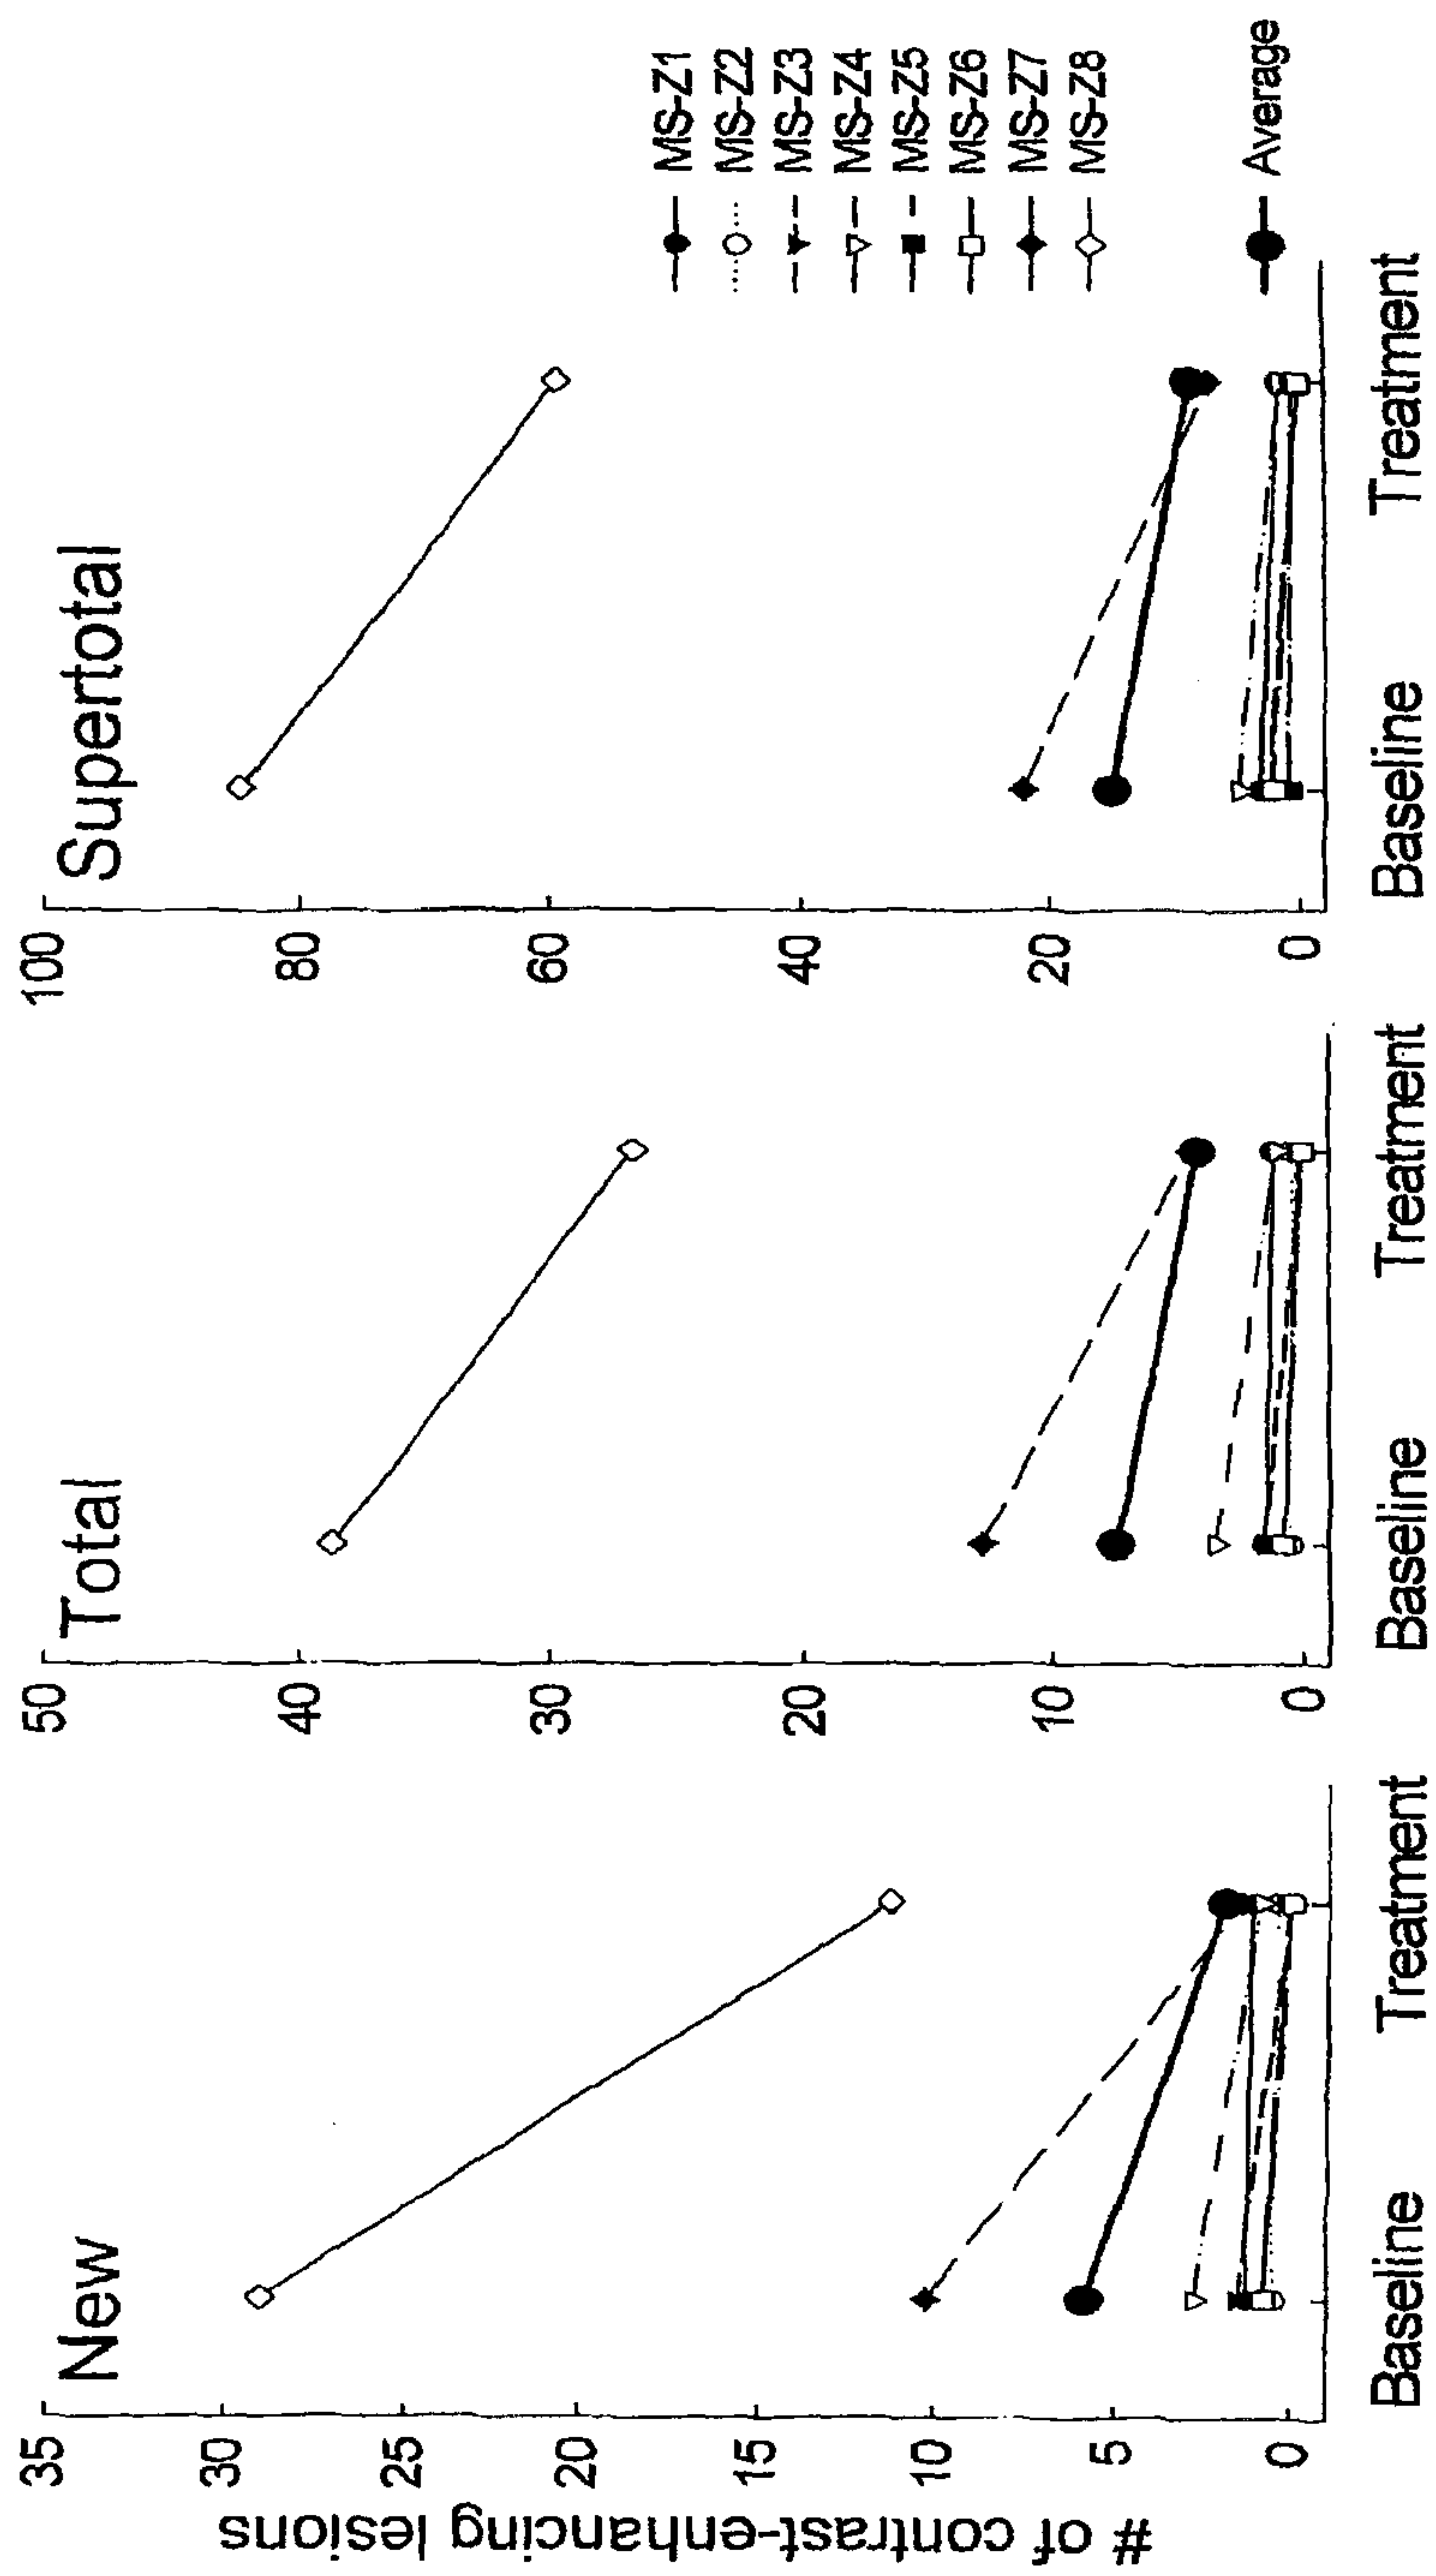 # of contrast-enhancing lesions
New
35
30
25
20
15
10
5
0
Baseline Treatment
Total
50
40
30
20
10
0
Baseline Treatment
Supertotal
100
80
60
40
20
0
Baseline Treatment
MS-Z1
MS-Z2
MS-Z3
MS-Z4
MS-Z5
MS-Z6
MS-Z7
MS-Z8
Average